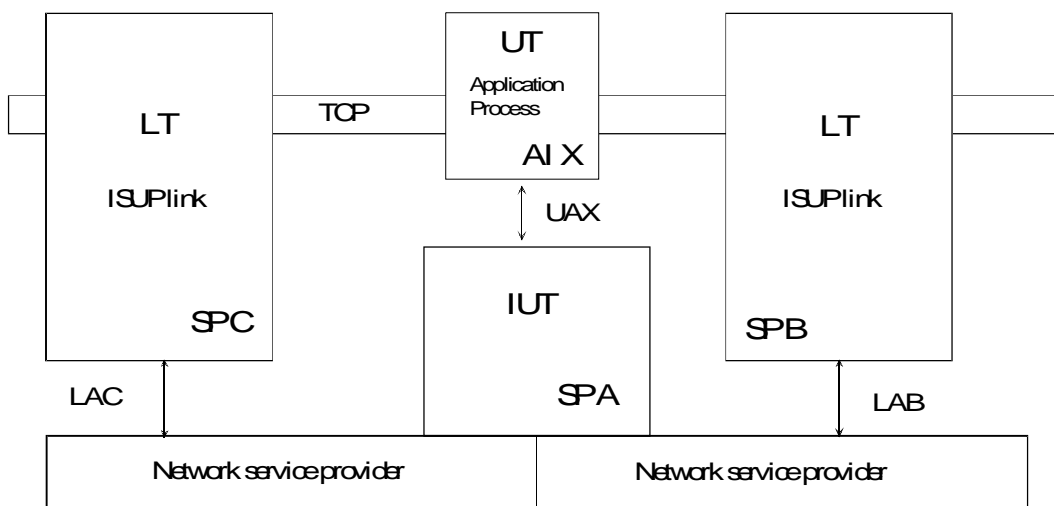 UT
Application
Process
AIX
LT
ISUPlink
SPC
TCP
LT
ISUPlink
SPB
UAX
IUT
SPA
LAC
LAB
Network service provider
Network service provider